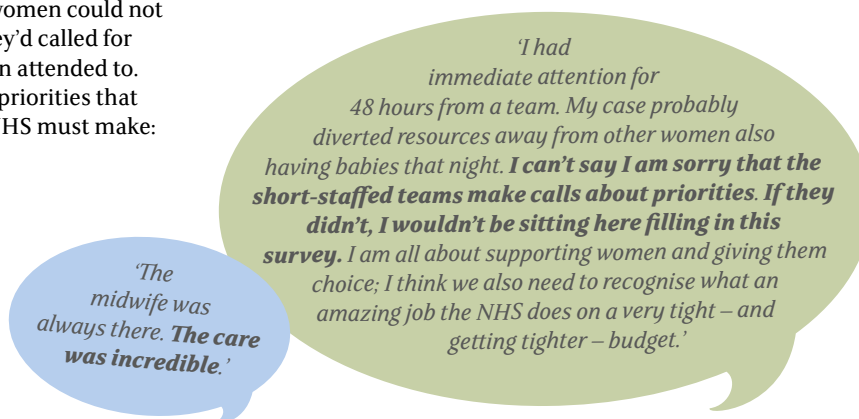 women could not
ey'd called for
n attended to.
priorities that
NHS must make:
‘I had
immediate attention for
48 hours from a team. My case probably
diverted resources away from other women also
having babies that night. I can’t say I am sorry that the
short-staffed teams make calls about priorities. If they
didn’t, I wouldn’t be sitting here filling in this
survey. I am all about supporting women and giving them
choice; I think we also need to recognise what an
amazing job the NHS does on a very tight – and
getting tighter – budget.’
‘The
midwife was
always there. The care
was incredible.’